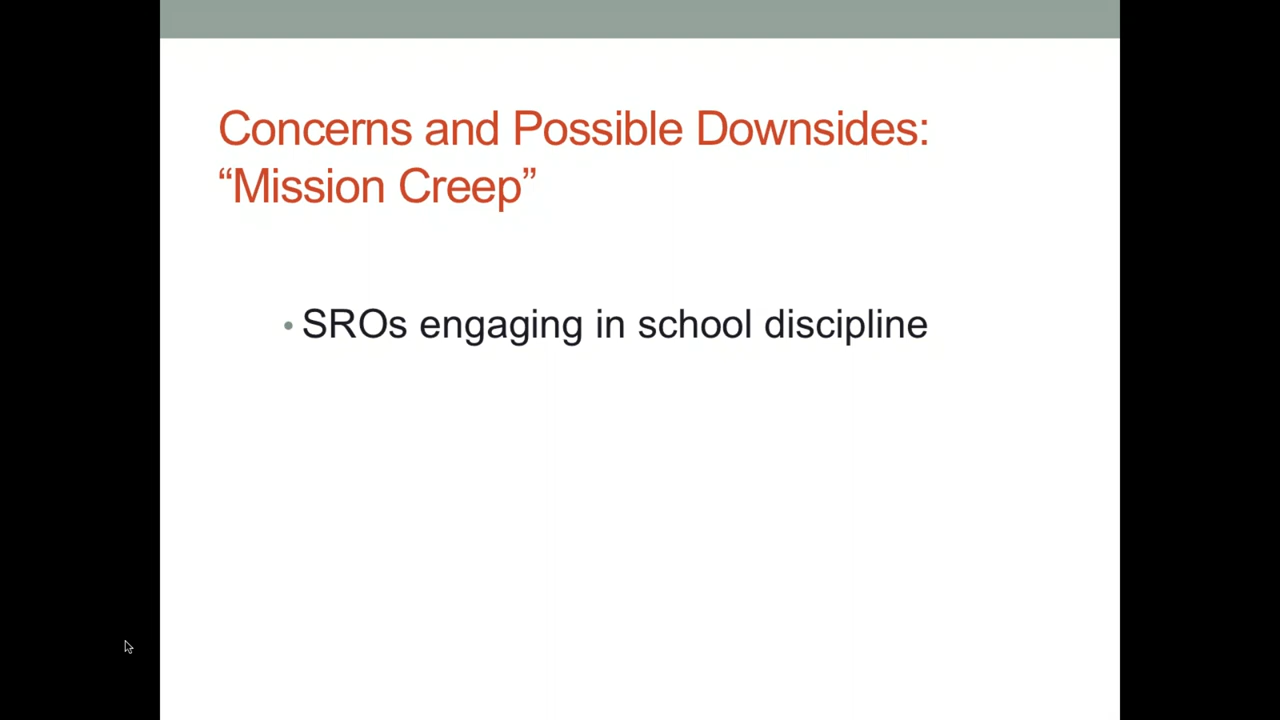 Concerns and Possible Downsides:
“Mission Creep”
• SROs engaging in school discipline